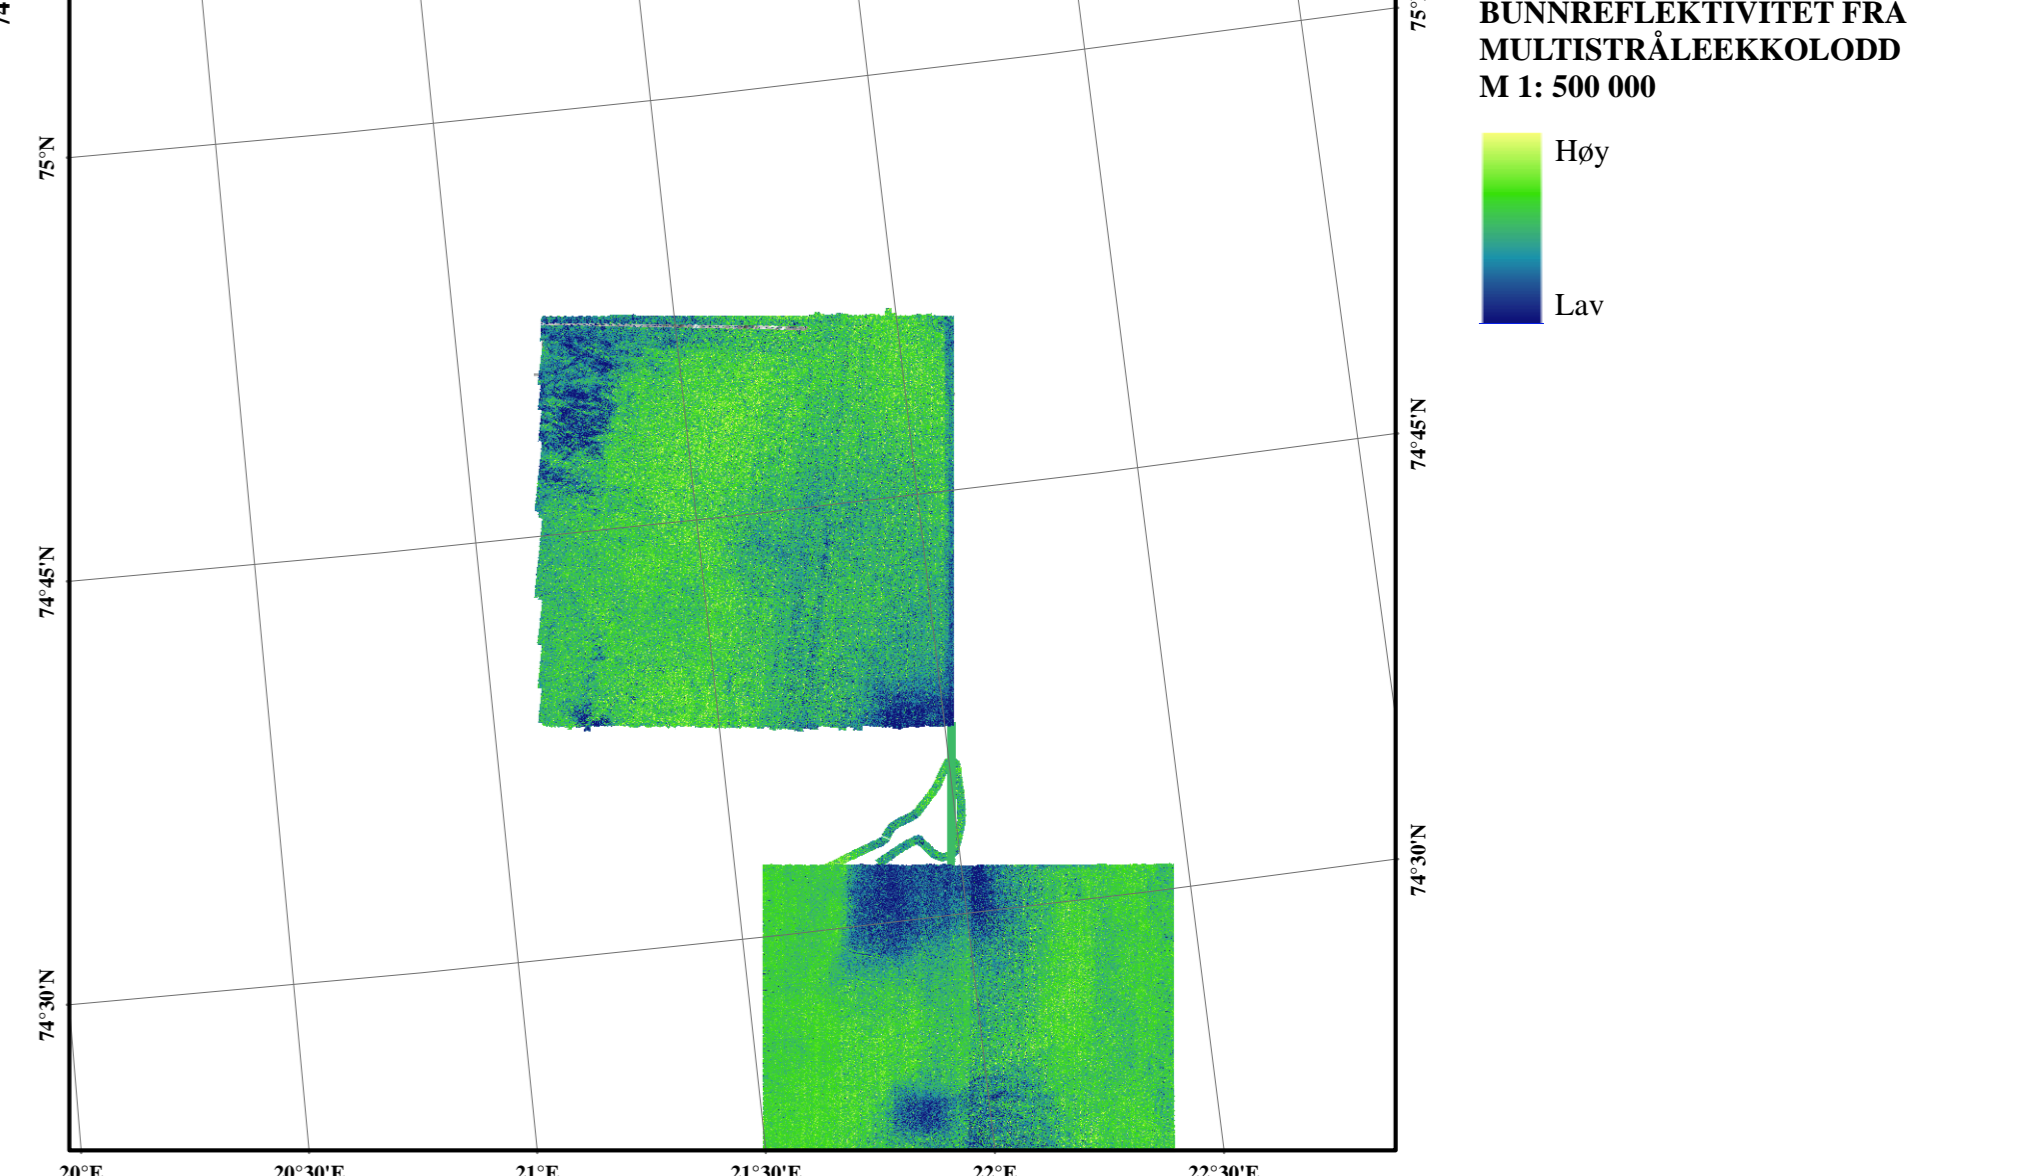 BUNNREFLEKTIVITET FRA
MULTISTRÅLEEKKOLODD
M 1: 500 000
Høy
Lav
75°N
74°45'N
74°30'N
74°45'N
74°30'N
20°E
20°30'E
21°E
21°30'E
22°E
22°30'E